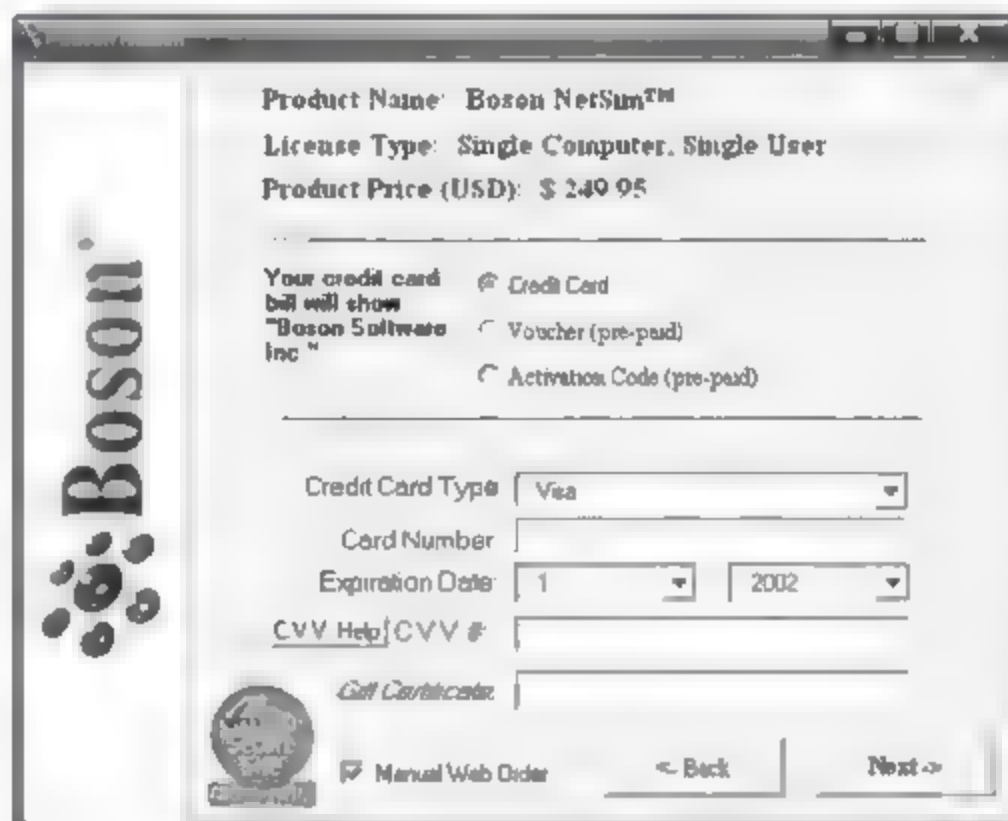 Product Name: Boson NetSim™
License Type: Single Computer, Single User
Product Price (USD): $ 249.95
Your credit card
bill will show
"Boson Software
Inc."
Credit Card
Voucher (pre-paid)
Activation Code (pre-paid)
Boson
Credit Card Type
Visa
Card Number
Expiration Date:
1
2002
CVV Help
CVV #:
Gift Certificate:
Manual Web Order
<- Back
Next ->